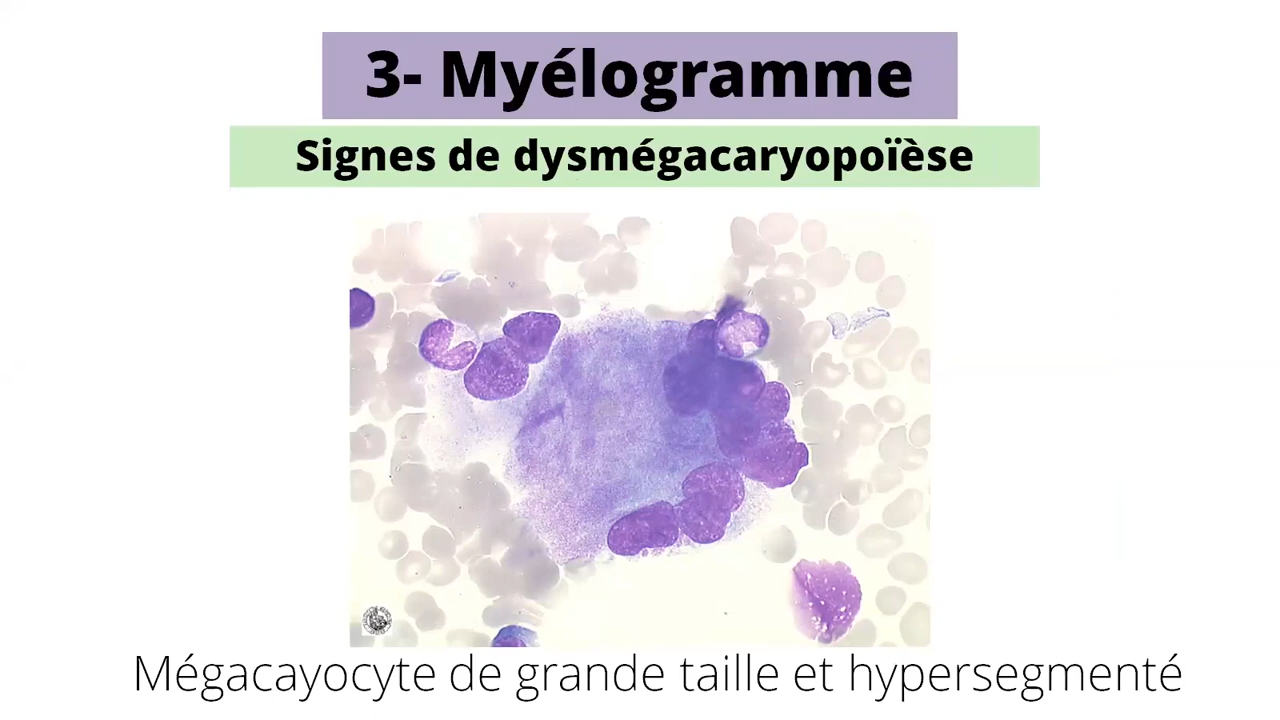 3- Myélogramme
Signes de dysmégacaryopoïèse
Mégacayocyte de grande taille et hypersegmenté